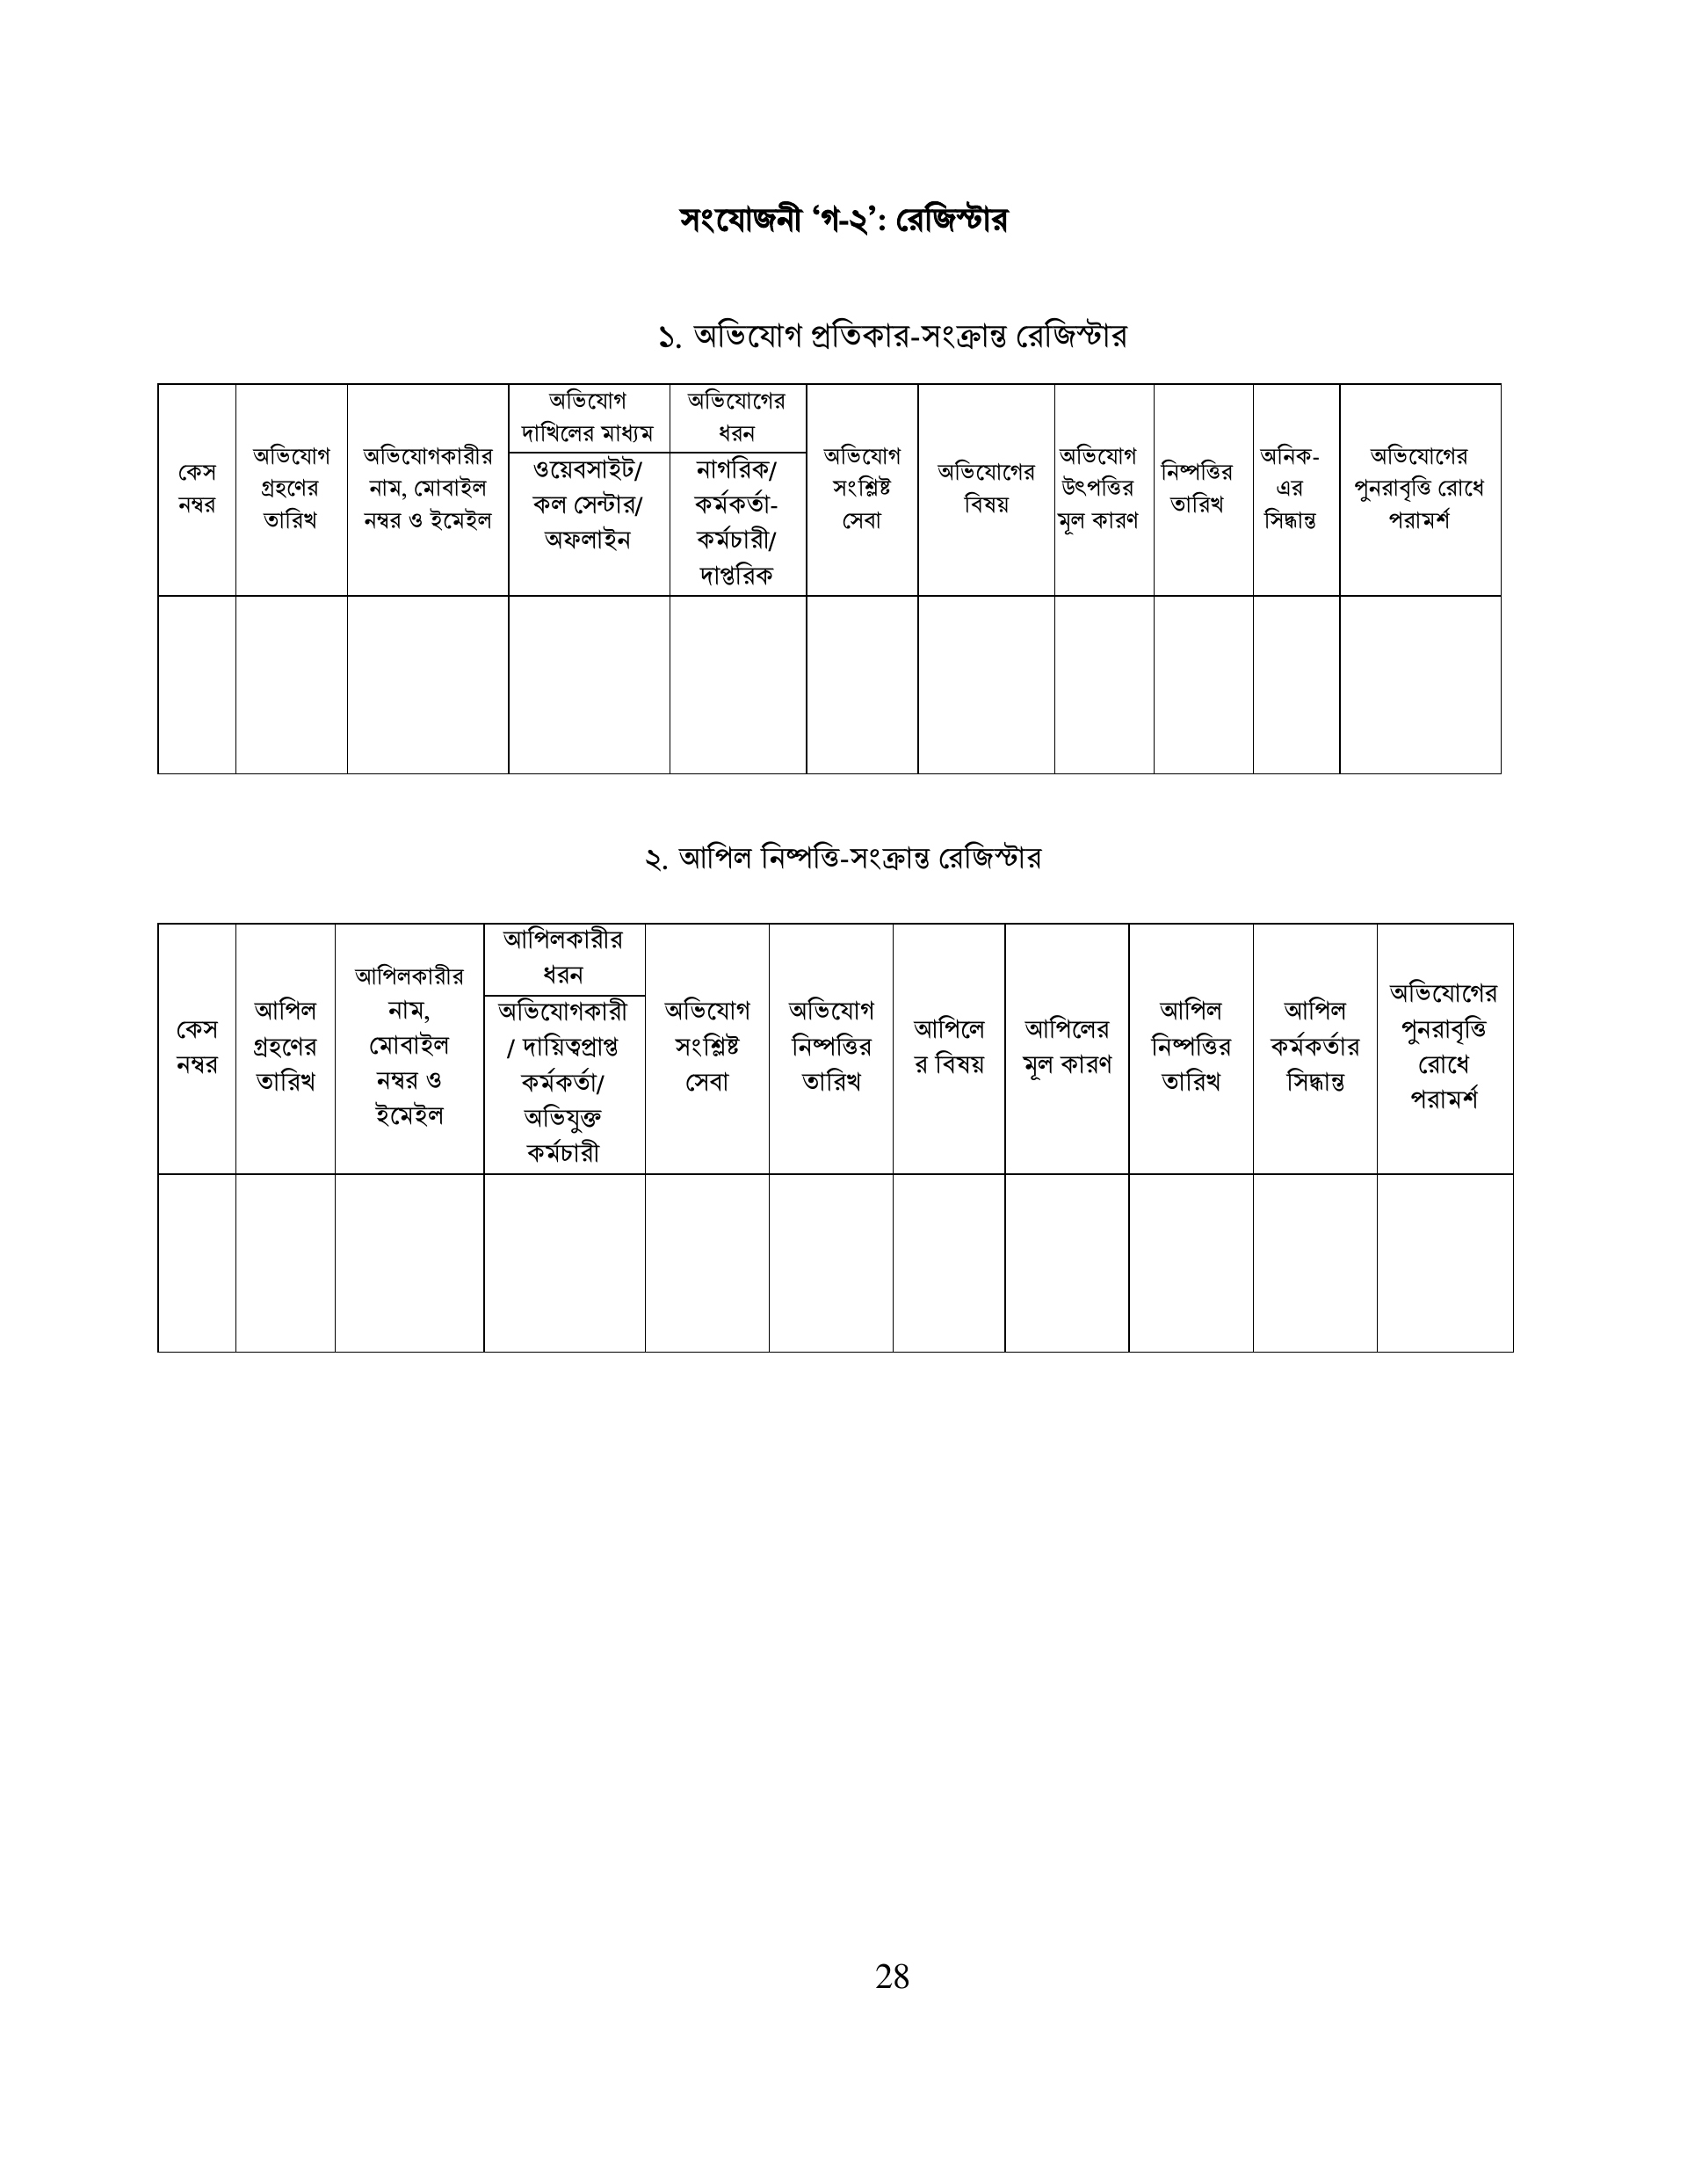 সংযোজনী ‘গ-২’: রেজিস্টার
১. অভিযোগ প্রতিকার-সংক্রান্ত রেজিস্টার
কেস
নম্বর
অভিযোগ
গ্রহণের
তারিখ
অভিযোগকারীর
নাম, মোবাইল
নম্বর ও ইমেইল
অভিযোগ
দাখিলের মাধ্যম
ওয়েবসাইট/
কল সেন্টার/
অফলাইন
অভিযোগের
ধরন
নাগরিক/
কর্মকর্তা-
কর্মচারী/
দাপ্তরিক
অভিযোগ
সংশ্লিষ্ট
সেবা
অভিযোগের
বিষয়
অভিযোগ
উৎপত্তির
মূল কারণ
নিষ্পত্তির
তারিখ
অনিক-
এর
সিদ্ধান্ত
অভিযোগের
পুনরাবৃত্তি রোধে
পরামর্শ
২. আপিল নিষ্পত্তি-সংক্রান্ত রেজিস্টার
কেস
নম্বর
আপিল
গ্রহণের
তারিখ
আপিলকারীর
নাম,
মোবাইল
নম্বর ও
ইমেইল
আপিলকারীর
ধরন
অভিযোগকারী
/ দায়িত্বপ্রাপ্ত
কর্মকর্তা/
অভিযুক্ত
কর্মচারী
অভিযোগ
সংশ্লিষ্ট
সেবা
অভিযোগ
নিষ্পত্তির
তারিখ
আপিলে
র বিষয়
আপিলের
মূল কারণ
আপিল
নিষ্পত্তির
তারিখ
আপিল
কর্মকর্তার
সিদ্ধান্ত
অভিযোগের
পুনরাবৃত্তি
রোধে
পরামর্শ
28